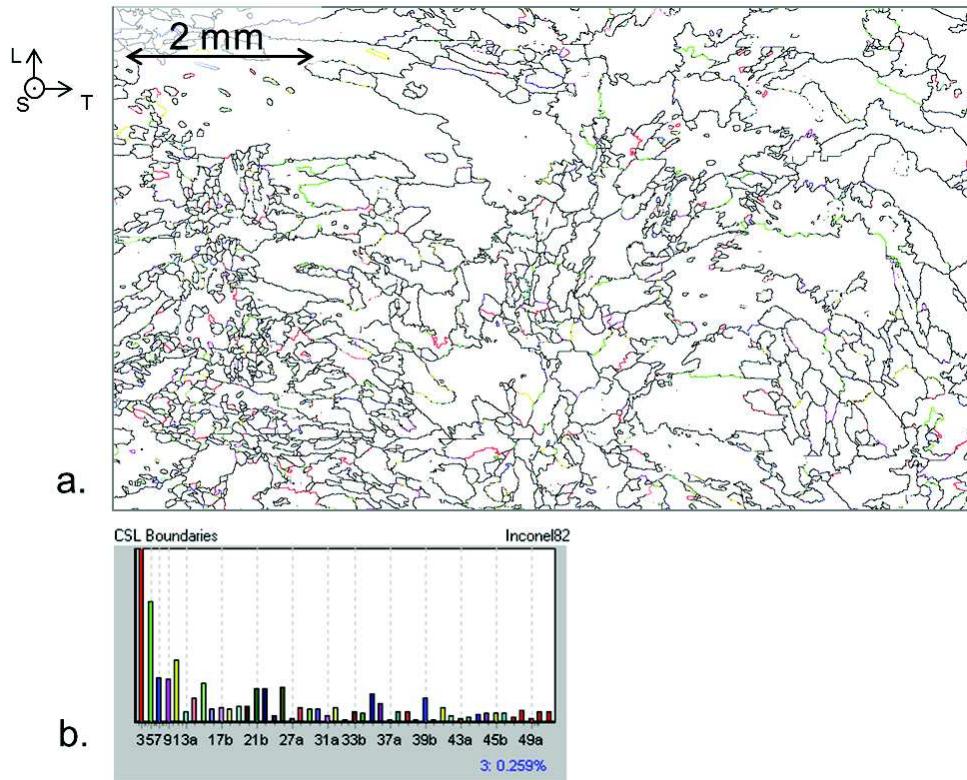 2 mm
L
S
T
a.
CSL Boundaries Inconel82
35791 13a 17b 21b 27a 31a 33b 37a 39b 43a 45b 49a
3: 0.259%
b.